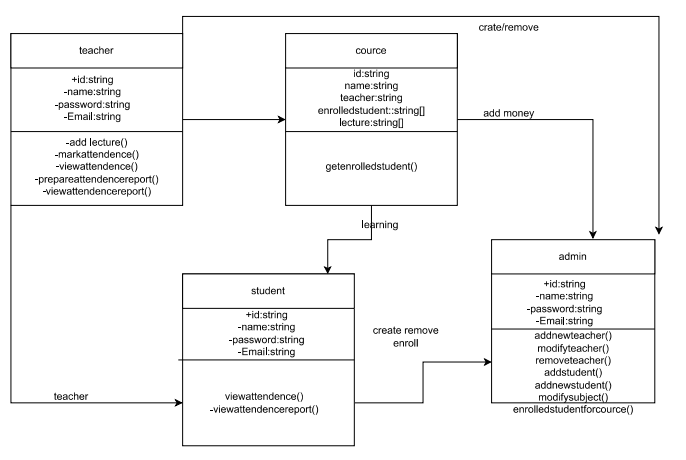 crate/remove
teacher
+id:string
-name:string
-password:string
-Email:string
-add lecture()
-markattendence()
-viewattendence()
-prepareattendencereport()
-viewattendencereport()
cource
id:string
name:string
teacher:string
enrolledstudent::string[]
lecture:string[]
getenrolledstudent()
add money
learning
student
+id:string
-name:string
-password:string
-Email:string
viewattendence()
-viewattendencereport()
create remove
enroll
teacher
admin
+id:string
-name:string
-password:string
-Email:string
addnewteacher()
modifyteacher()
removeteacher()
addstudent()
addnewstudent()
modifysubject()
enrolledstudentforcource()